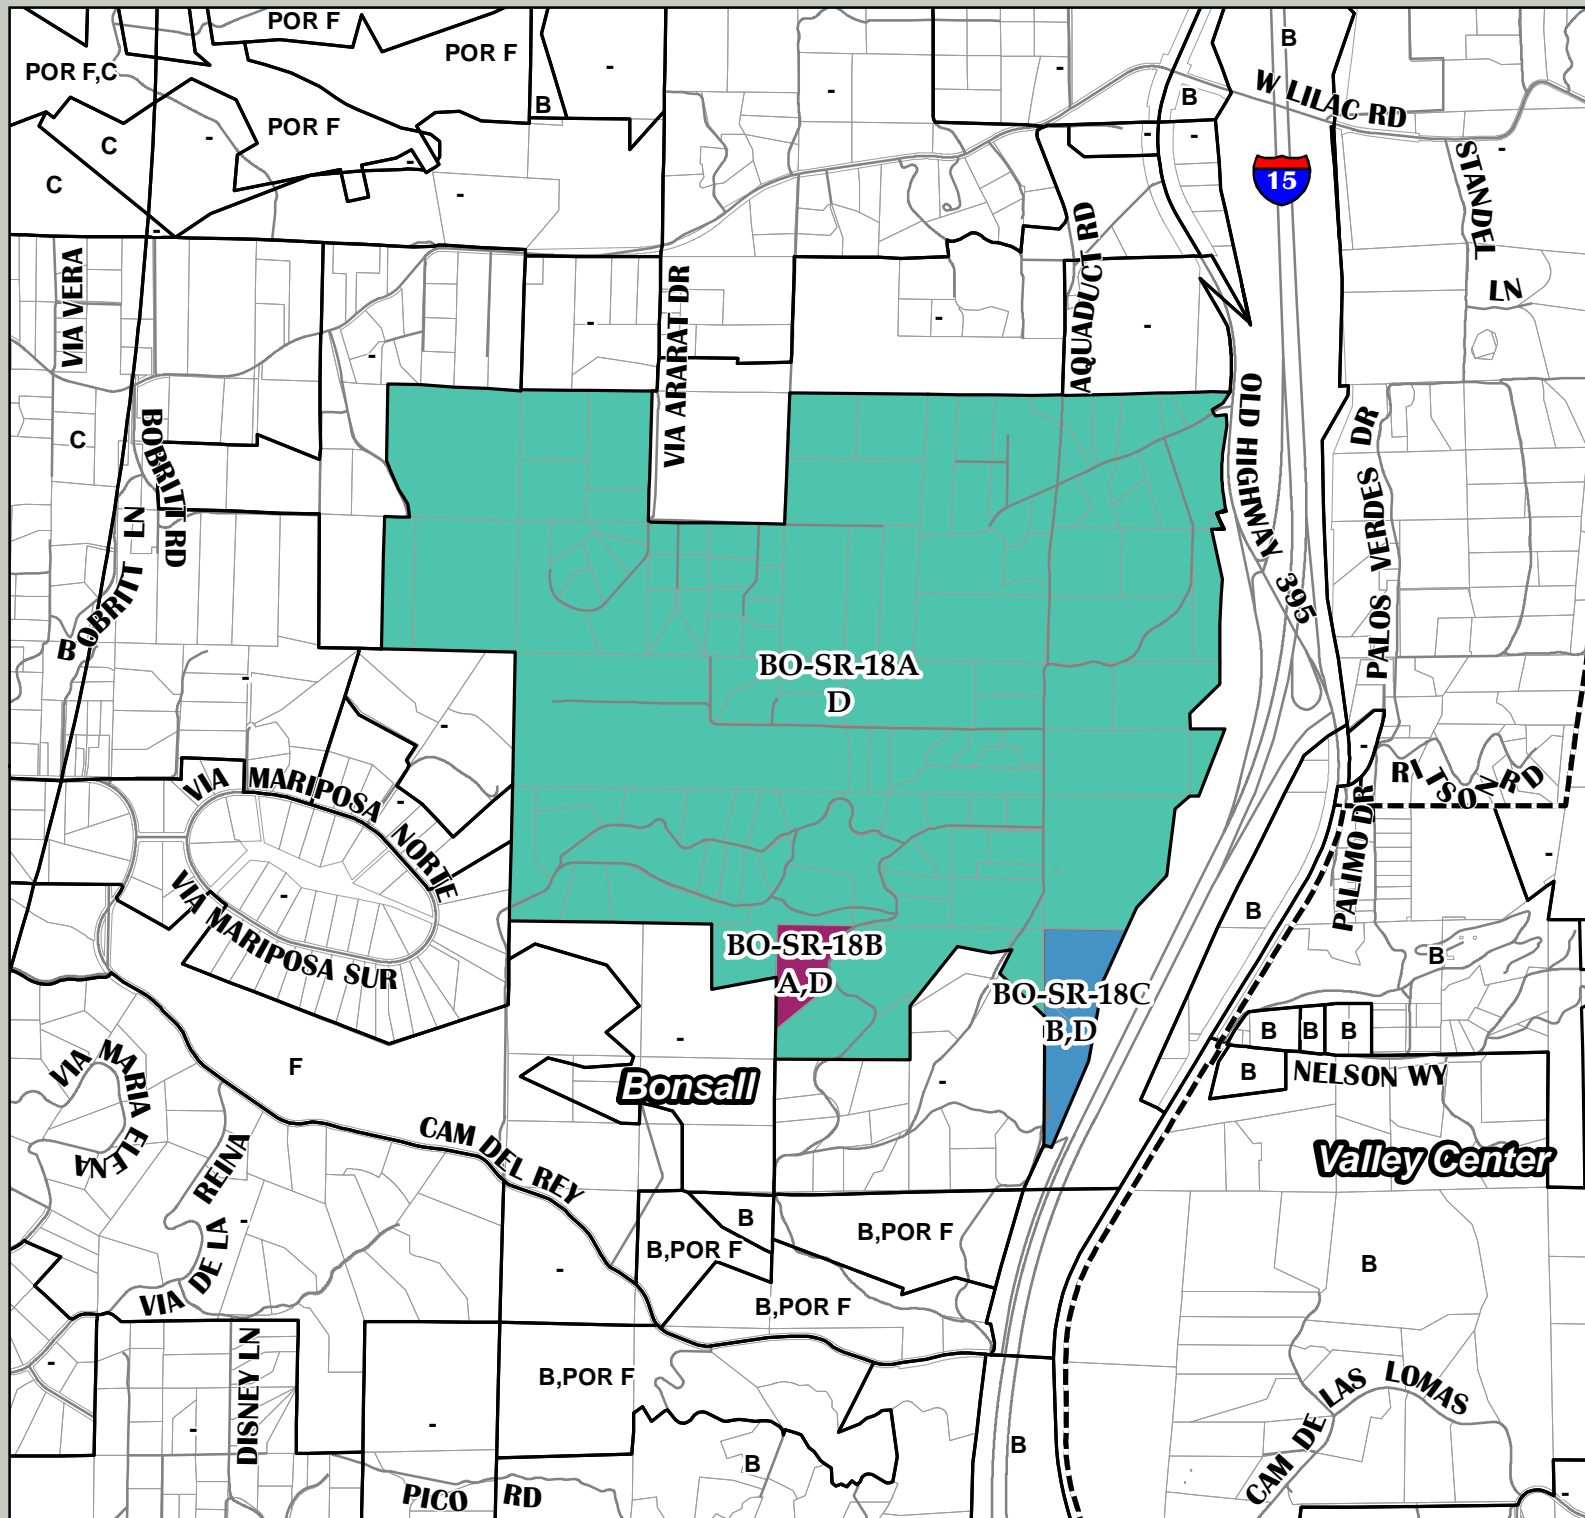 POR F
POR F
B
POR F,C
-
-
-
B
B
W LILAC RD
POR F
C
-
-
-
-
-
C
-
15
STANDEL
LN
-
VIA VERA
-
VIA ARARAT DR
-
AQUADUCT RD
-
-
OLD HIGHWAY 395
PALOS VERDES DR
C
BOBRITT RD
BOBRITT LN
BO-SR-18A
D
-
-
-
RITSON RD
VIA MARIPOSA NORTE
-
PALIMO DR
-
-
VIA MARIPOSA SUR
B
BO-SR-18B
A,D
B
BO-SR-18C
B,D
B
B
B
-
B
NELSON WY
F
VIA MARIA ELENA
Bonsall
-
CAM DEL REY
Valley Center
VIA DE LA REINA
-
B
B,POR F
B,POR F
-
B
B,POR F
DISNEY LN
-
B,POR F
CAM DE LAS LOMAS
-
-
B
B
PICO RD
-